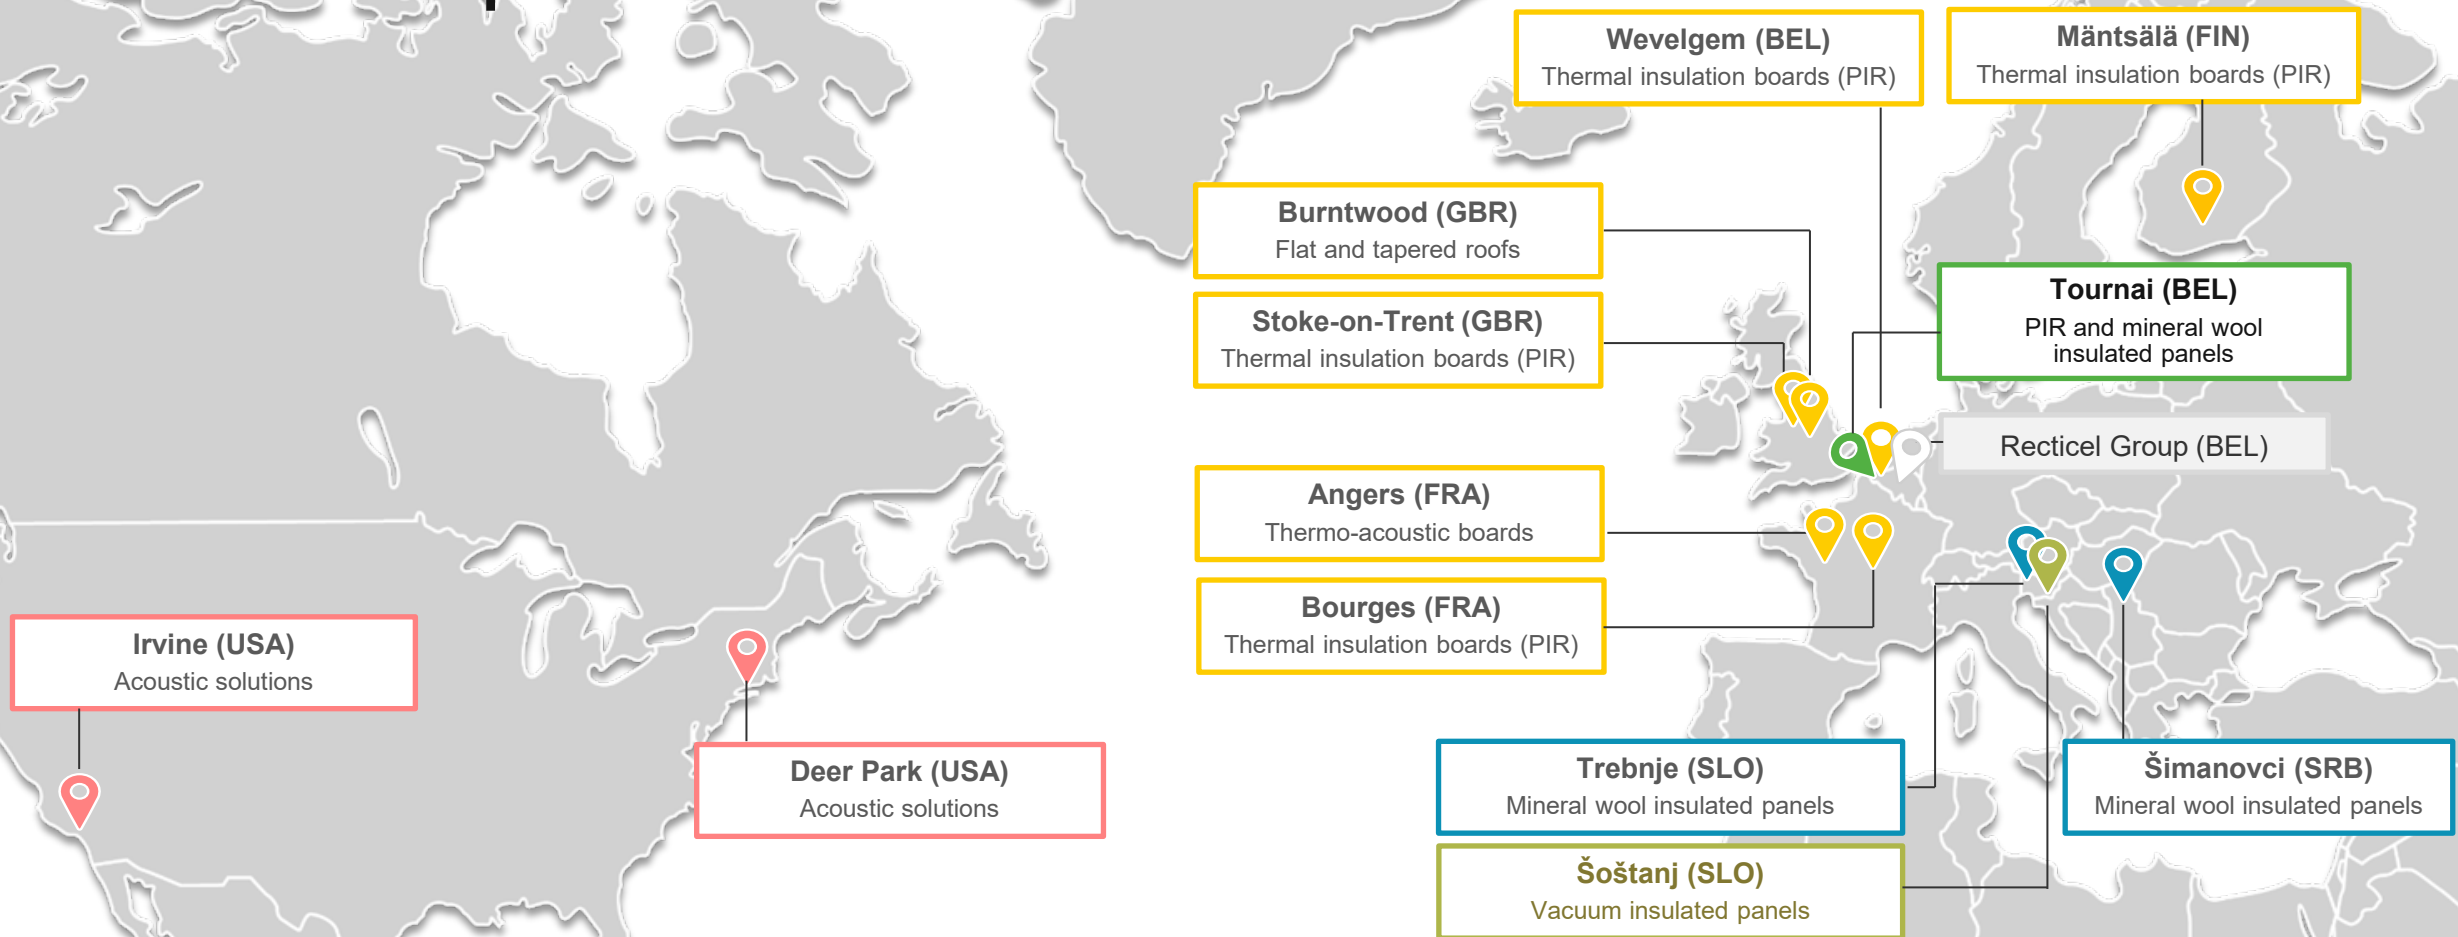 Wevelgem (BEL)
Thermal insulation boards (PIR)
Mäntsälä (FIN)
Thermal insulation boards (PIR)
Burntwood (GBR)
Flat and tapered roofs
Tournai (BEL)
PIR and mineral wool
insulated panels
Stoke-on-Trent (GBR)
Thermal insulation boards (PIR)
Recticel Group (BEL)
Angers (FRA)
Thermo-acoustic boards
Bourges (FRA)
Thermal insulation boards (PIR)
Irvine (USA)
Acoustic solutions
Deer Park (USA)
Acoustic solutions
Trebnje (SLO)
Mineral wool insulated panels
Šimanovci (SRB)
Mineral wool insulated panels
Šoštanj (SLO)
Vacuum insulated panels